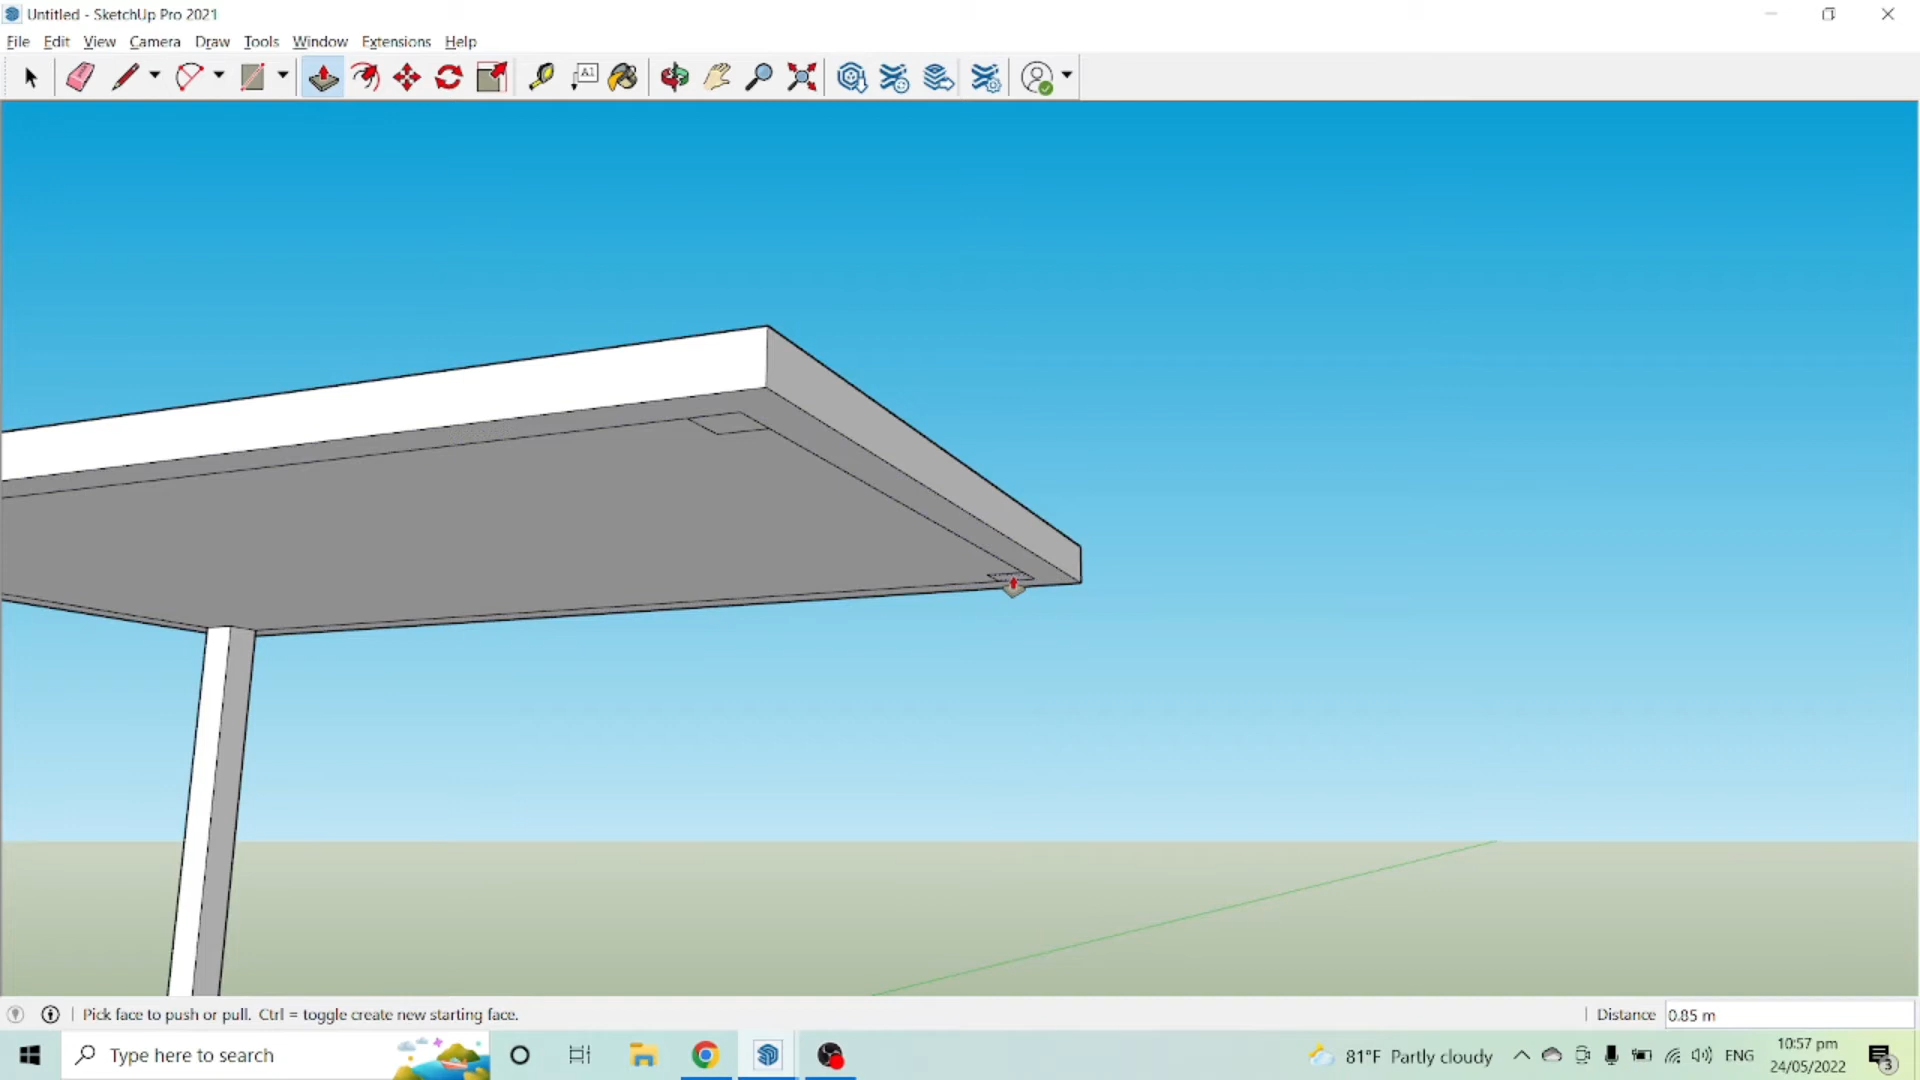 Untitled - SketchUp Pro 2021
File Edit View Camera Draw Tools Window Extensions Help
A1
Pick face to push or pull. Ctrl = toggle create new starting face.
Distance 0.85 m
Type here to search
81°F Partly cloudy
ENG
10:57 pm
24/05/2022
3